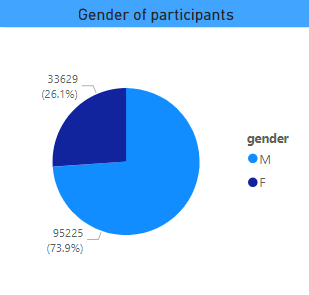 Gender of participants
33629
(26.1%)
gender
M
F
95225
(73.9%)